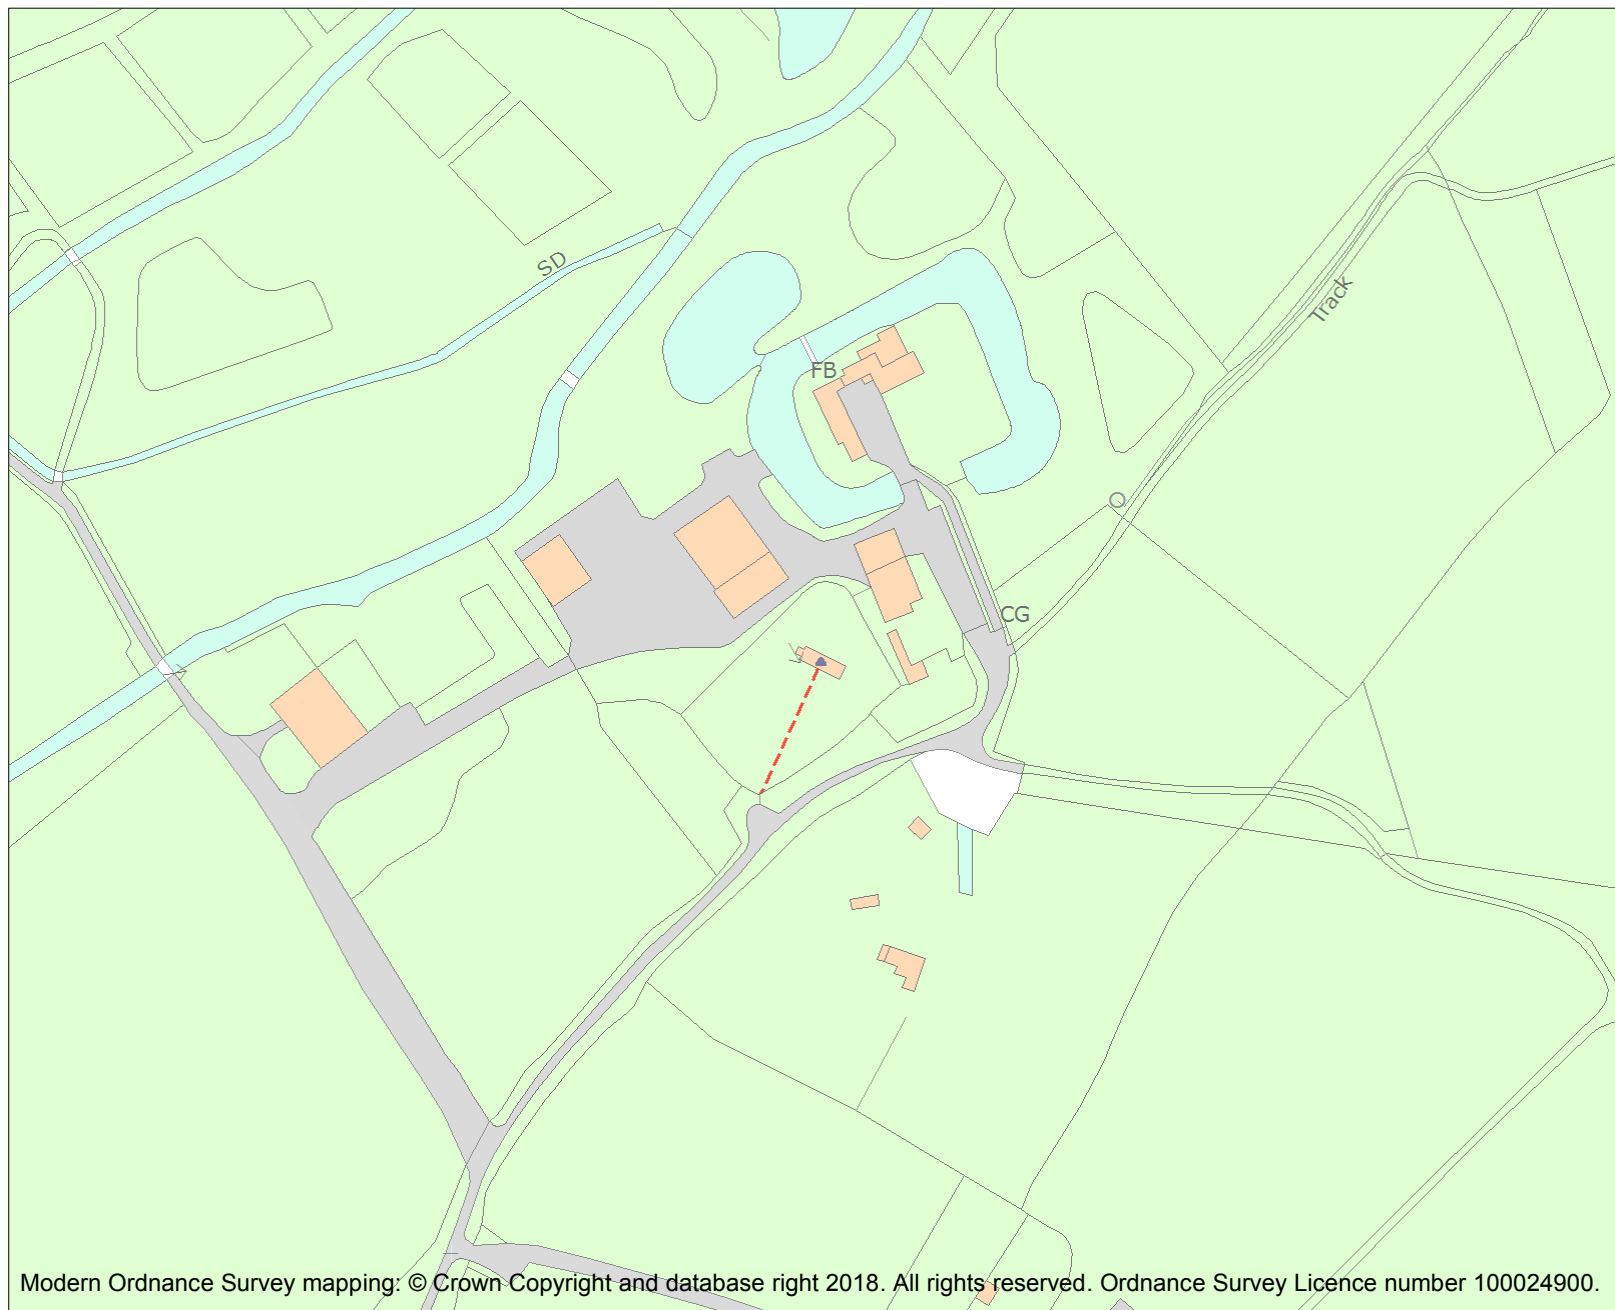 SD
Track
FB
CG
Modern Ordnance Survey mapping: © Crown Copyright and database right 2018. All rights reserved. Ordnance Survey Licence number 100024900.